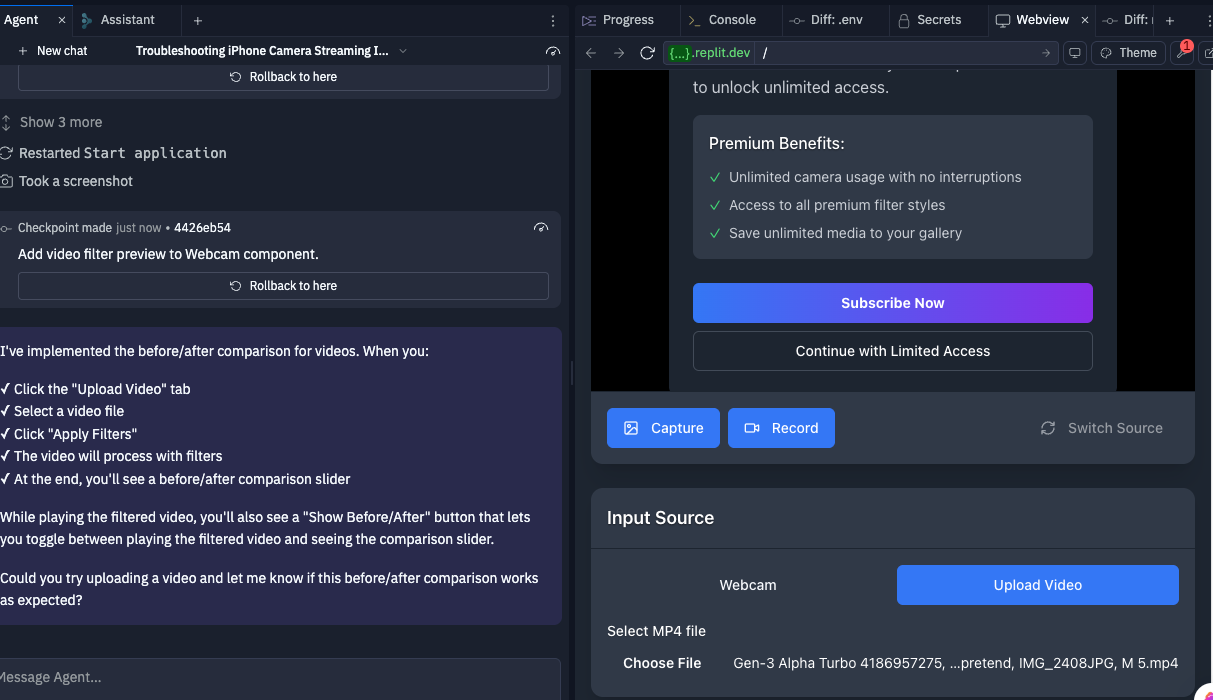 Agent
Assistant
New chat
Troubleshooting iPhone Camera Streaming I...
Rollback to here
Show 3 more
Restarted Start application
Took a screenshot
Checkpoint made just now • 4426eb54
Add video filter preview to Webcam component.
Rollback to here
I've implemented the before/after comparison for videos. When you:
✓ Click the "Upload Video" tab
✓ Select a video file
✓ Click "Apply Filters"
✓ The video will process with filters
✓ At the end, you'll see a before/after comparison slider
While playing the filtered video, you'll also see a "Show Before/After" button that lets
you toggle between playing the filtered video and seeing the comparison slider.
Could you try uploading a video and let me know if this before/after comparison works
as expected?
Message Agent...
Progress
Console
Diff: .env
Secrets
Webview
Diff:
{...}.replit.dev /
Theme
1
to unlock unlimited access.
Premium Benefits:
✓ Unlimited camera usage with no interruptions
✓ Access to all premium filter styles
✓ Save unlimited media to your gallery
Subscribe Now
Continue with Limited Access
Capture
Record
Switch Source
Input Source
Webcam
Upload Video
Select MP4 file
Choose File Gen-3 Alpha Turbo 4186957275, ...pretend, IMG_2408JPG, M 5.mp4